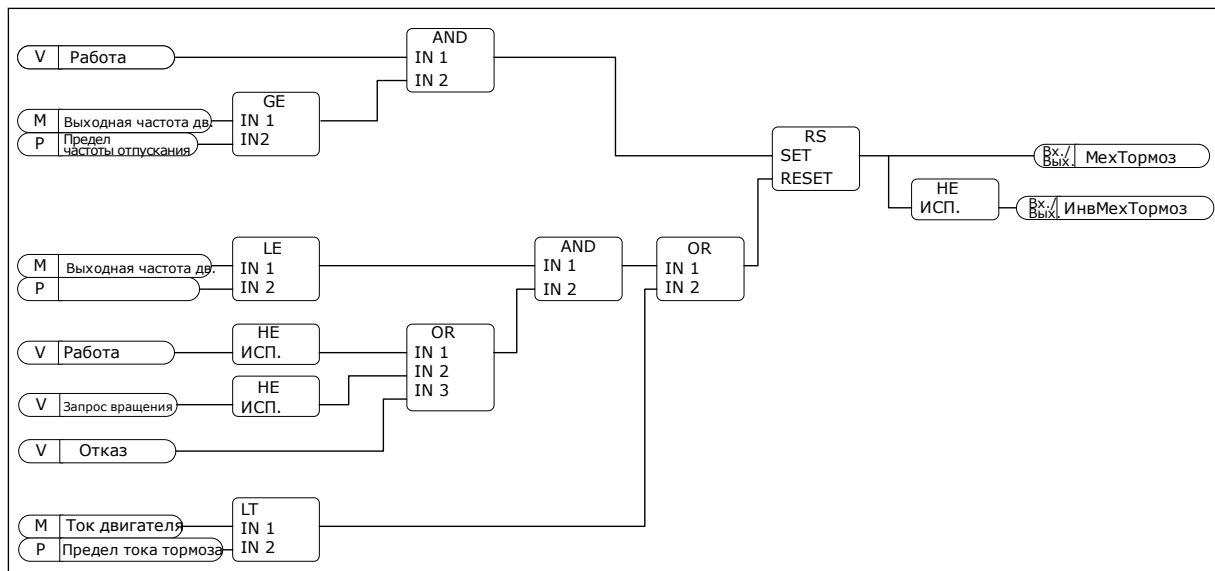 V Работа
AND
IN 1
IN 2
M Выходная частота дв.
P Предел
частоты отпускания
GE
IN 1
IN2
RS
SET
RESET
Вх./
Вых. МехТормоз
НЕ
ИСП.
Вх./
Вых. ИнвМехТормоз
M Выходная частота дв.
P
LE
IN 1
IN 2
AND
IN 1
IN 2
OR
IN 1
IN 2
V Работа
НЕ
ИСП.
OR
IN 1
IN 2
IN 3
V Запрос вращения
НЕ
ИСП.
V Отказ
M Ток двигателя
P Предел тока тормоза
LT
IN 1
IN 2